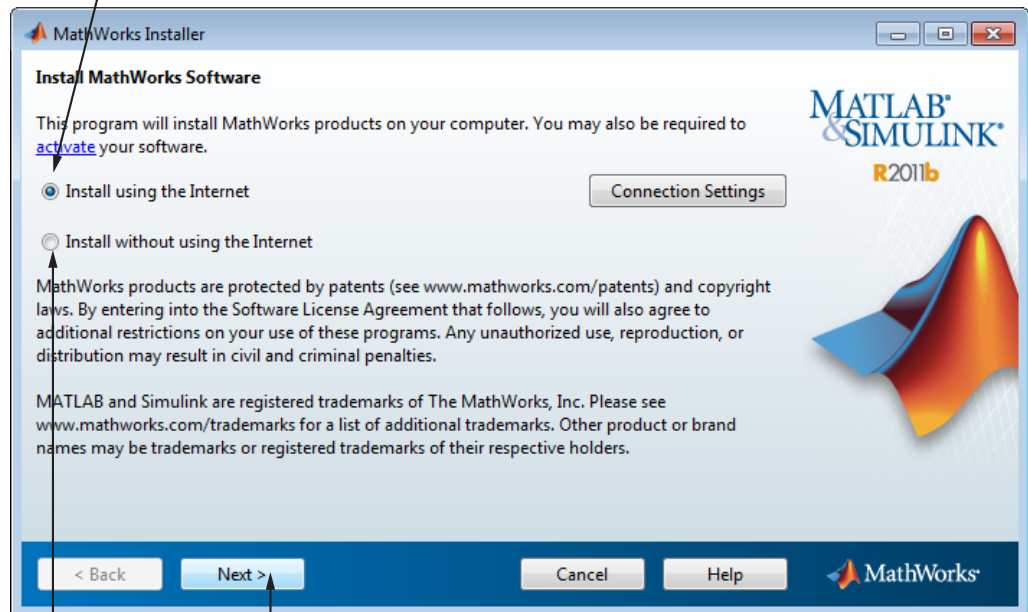 MathWorks Installer
Install MathWorks Software
This program will install MathWorks products on your computer. You may also be required to
activate your software.
Install using the Internet
Connection Settings
Install without using the Internet
MathWorks products are protected by patents (see www.mathworks.com/patents) and copyright
laws. By entering into the Software License Agreement that follows, you will also agree to
additional restrictions on your use of these programs. Any unauthorized use, reproduction, or
distribution may result in civil and criminal penalties.
MATLAB and Simulink are registered trademarks of The MathWorks, Inc. Please see
www.mathworks.com/trademarks for a list of additional trademarks. Other product or brand
names may be trademarks or registered trademarks of their respective holders.
MATLAB®
&SIMULINK®
R2011b
< Back
Next >
Cancel
Help
MathWorks®